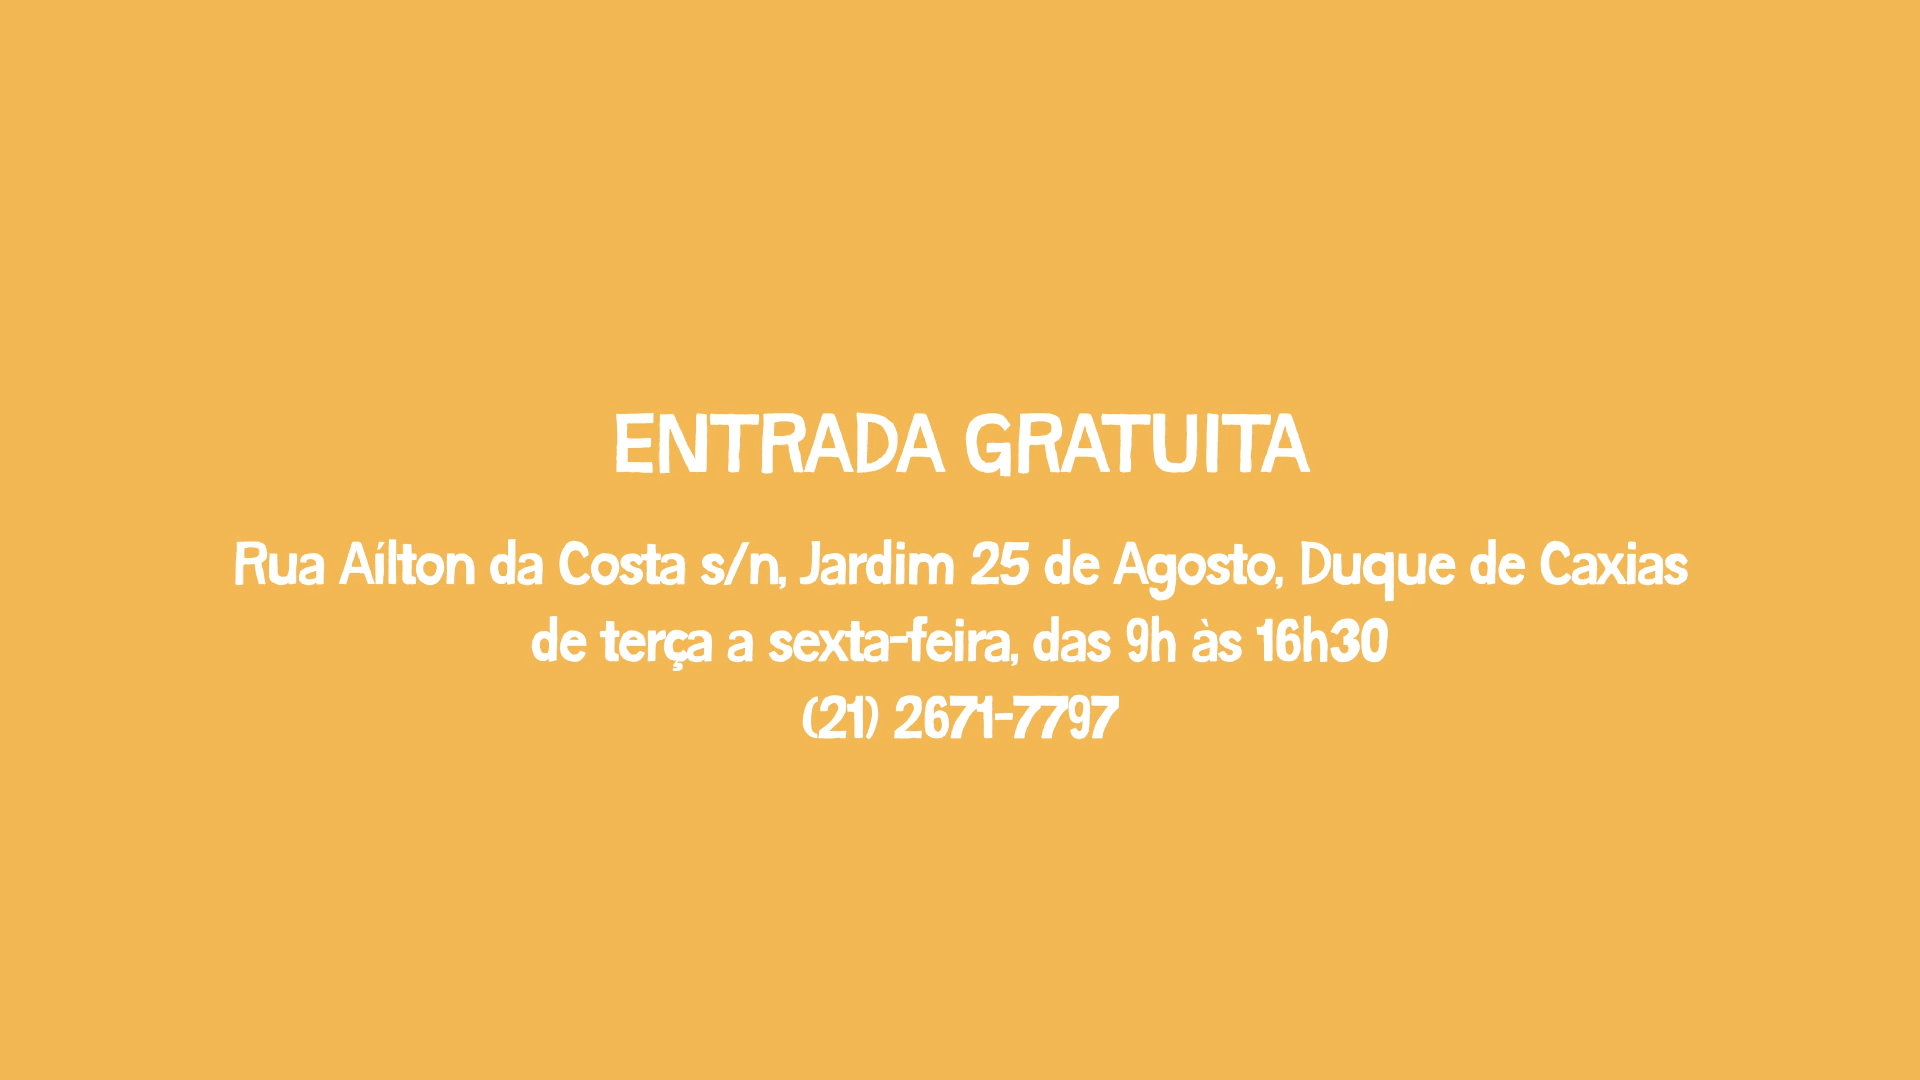 ENTRADA GRATUITA
Rua Aílton da Costa s/n, Jardim 25 de Agosto, Duque de Caxias
de terça a sexta-feira, das 9h às 16h30
(21) 2671-7797